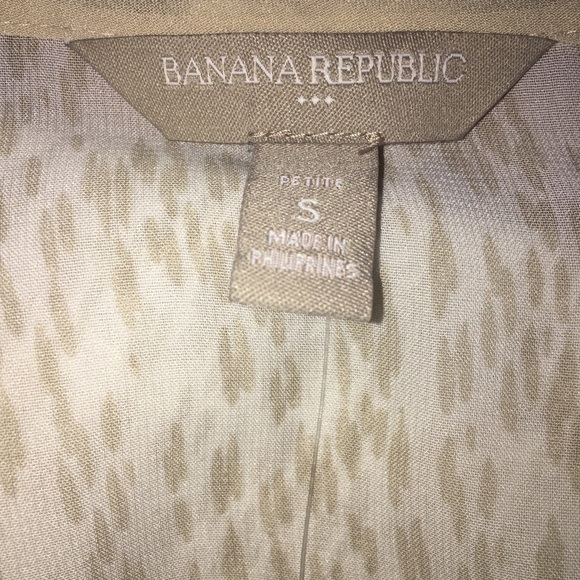 BANANA REPUBLIC
PETITE
S
MADE IN
PHILIPPINES